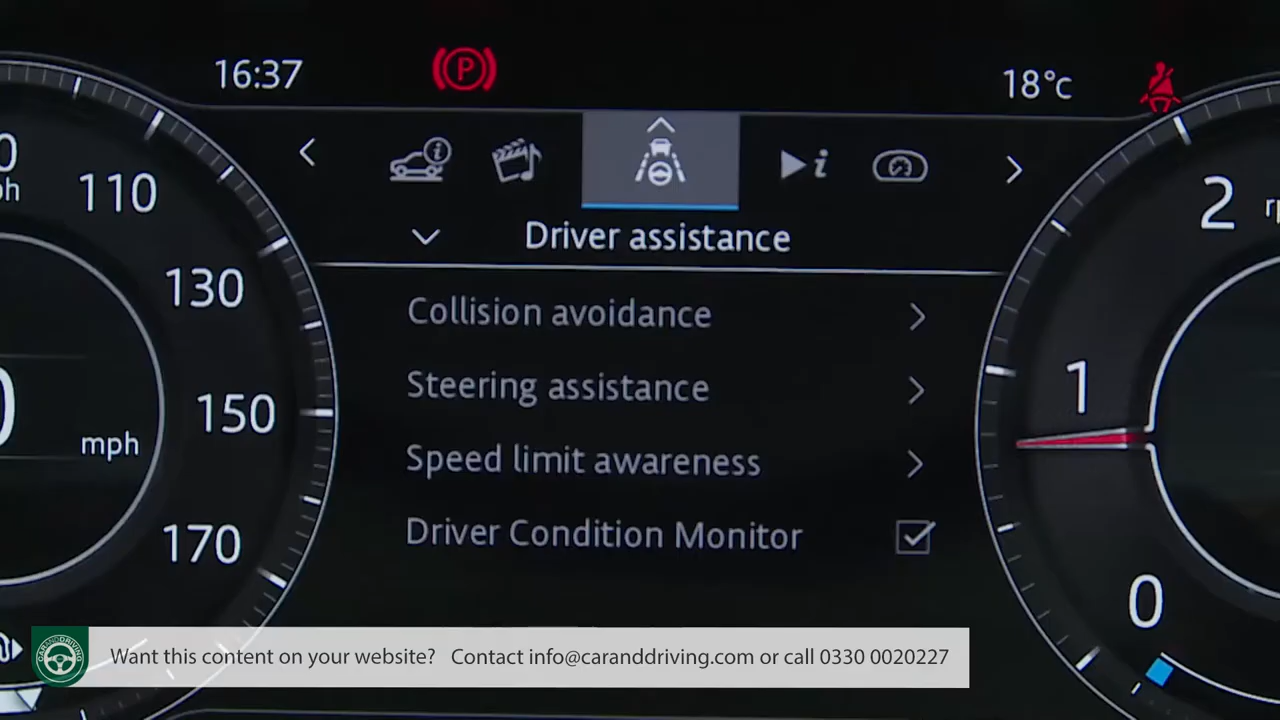 16:37
P
18°c
110
130
150
170
mph
Driver assistance
Collision avoidance
Steering assistance
Speed limit awareness
Driver Condition Monitor
2
1
0
CARANDDRIVING
Want this content on your website? Contact info@caranddriving.com or call 0330 0020227